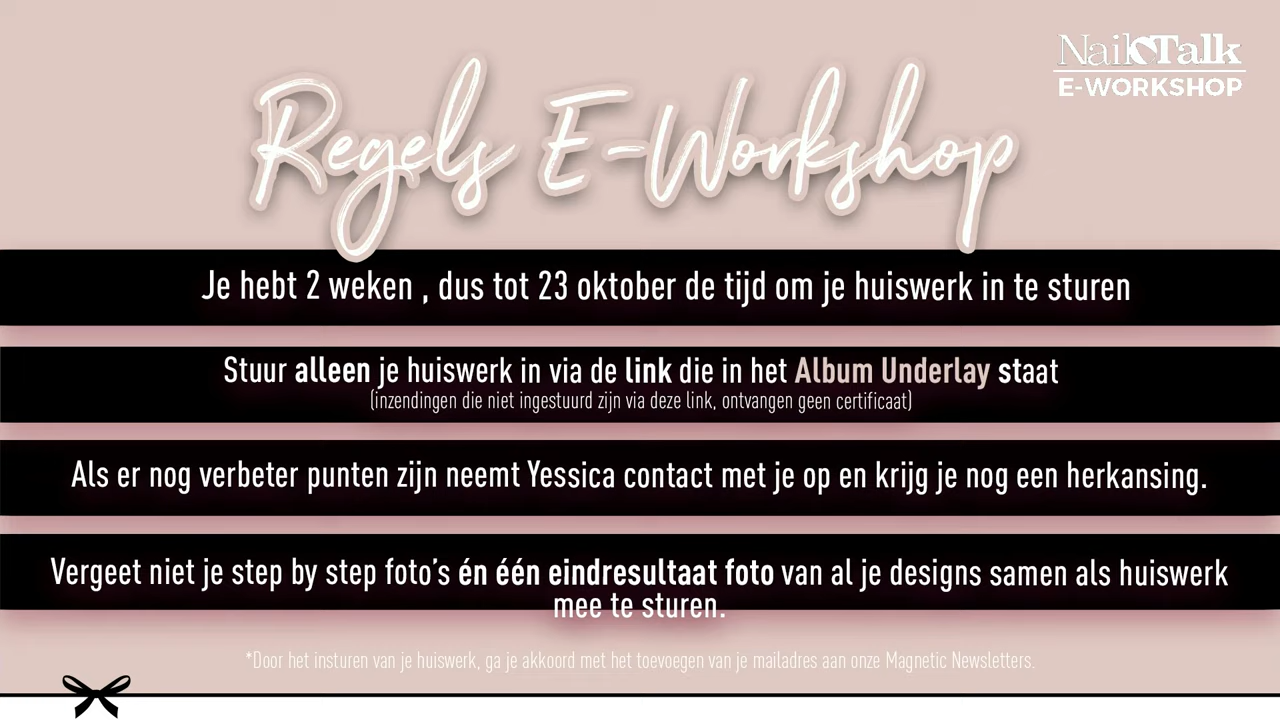 Nails Talk
E-WORKSHOP
Regels E-Workshop
Je hebt 2 weken , dus tot 23 oktober de tijd om je huiswerk in te sturen
Stuur alleen je huiswerk in via de link die in het Album Underlay staat
(inzendingen die niet ingestuurd zijn via deze link, ontvangen geen certificaat)
Als er nog verbeter punten zijn neemt Yessica contact met je op en krijg je nog een herkansing.
Vergeet niet je step by step foto's én één eindresultaat foto van al je designs samen als huiswerk
mee te sturen.
*Door het insturen van je huiswerk, ga je akkoord met het toevoegen van je mailadres aan onze Magnetic Newsletters.